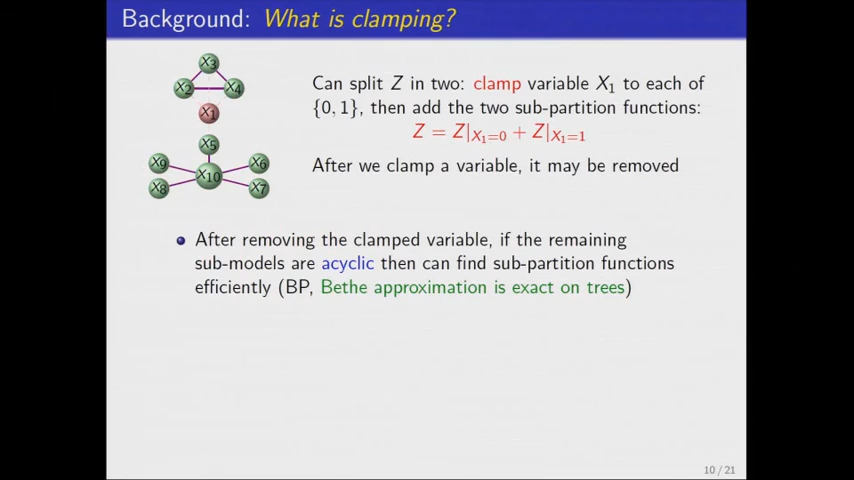 Background: What is clamping?
X3
X2
X4
X1
X5
X9
X6
X10
X8
X7
Can split Z in two: clamp variable X1 to each of
{0, 1}, then add the two sub-partition functions:
Z = Z|X1=0 + Z|X1=1
After we clamp a variable, it may be removed
After removing the clamped variable, if the remaining
sub-models are acyclic then can find sub-partition functions
efficiently (BP, Bethe approximation is exact on trees)
10 / 21